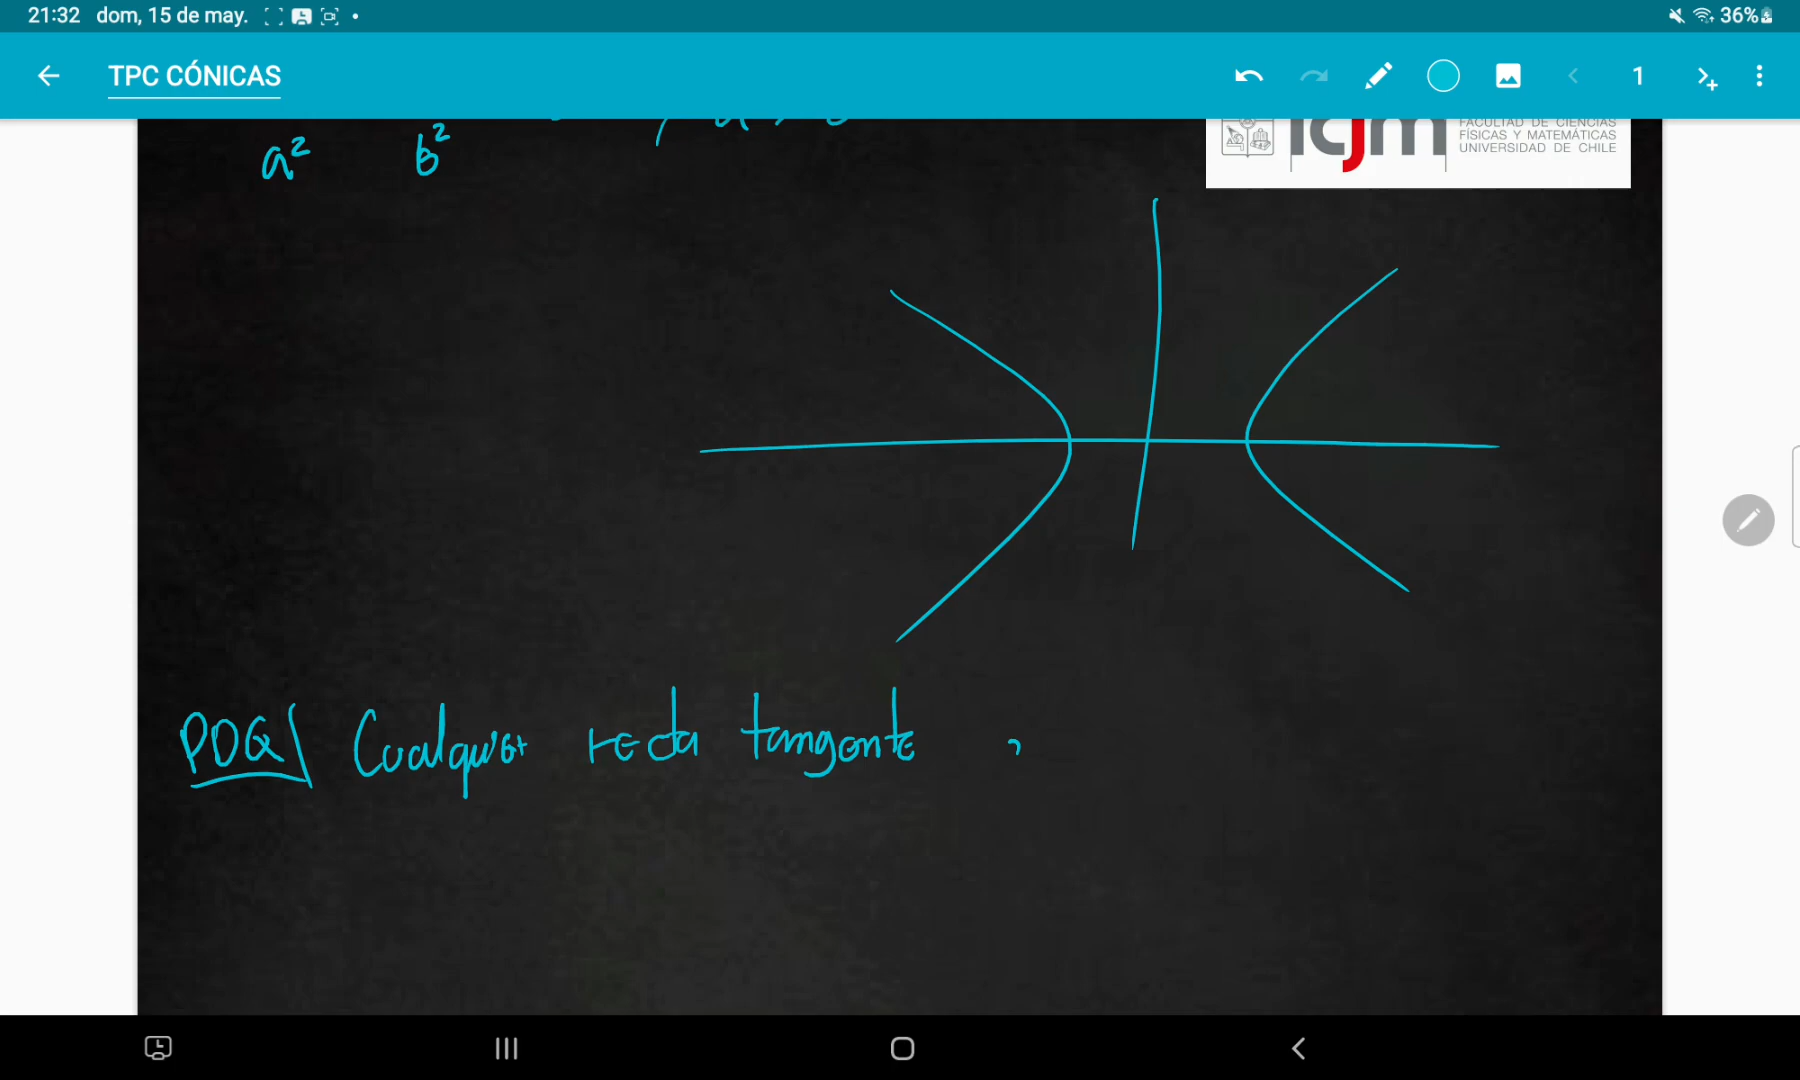 21:32 dom, 15 de may. 36%
TPC CÓNICAS 1
a² b²
fcfm
FACULTAD DE CIENCIAS
FÍSICAS Y MATEMÁTICAS
UNIVERSIDAD DE CHILE
PDQ/ Cualquier recta tangente